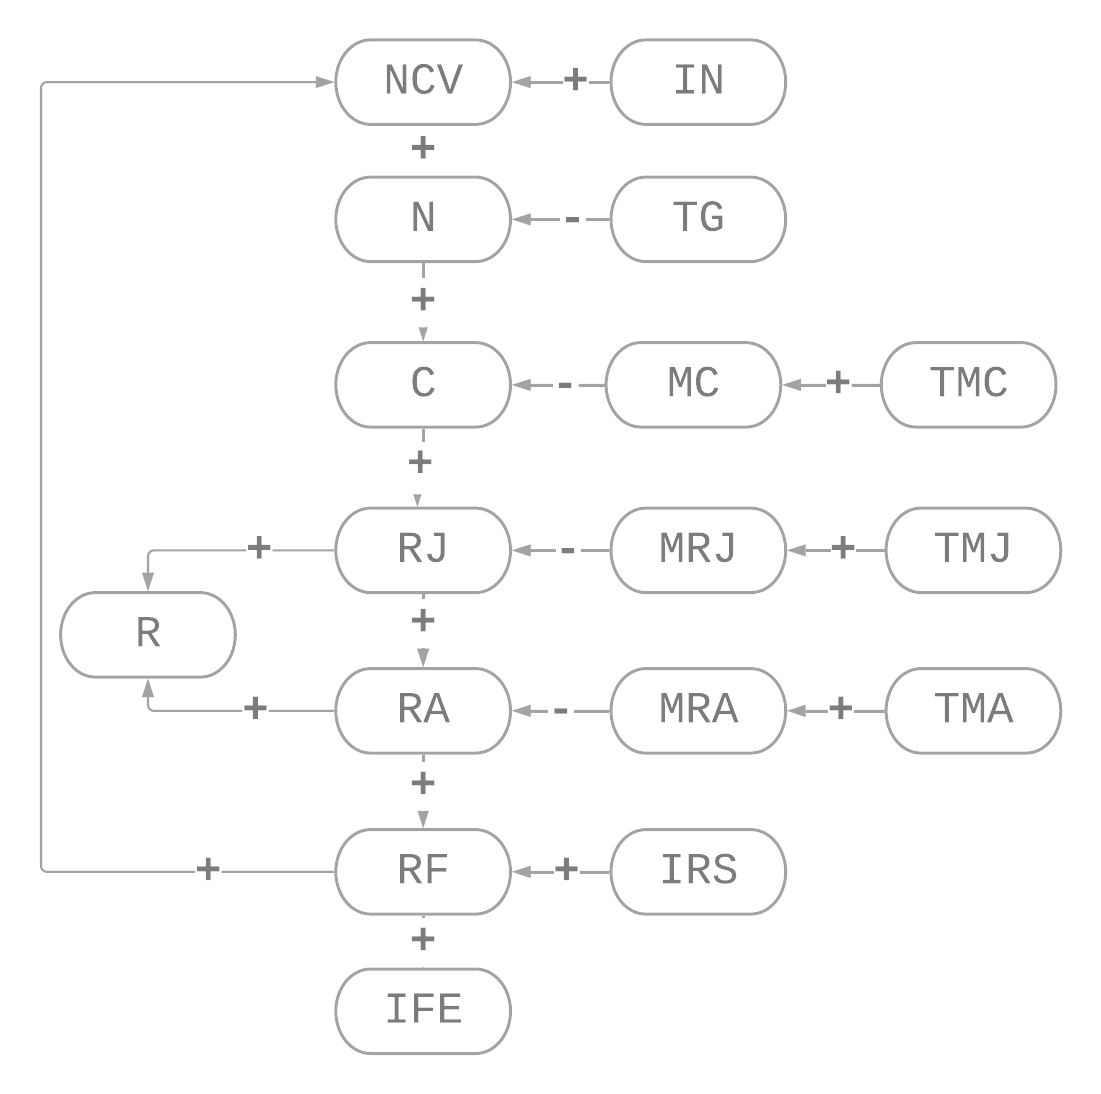 NCV + IN
+
N - TG
+
C - MC + TMC
+
RJ - MRJ + TMJ
+
R
+
RA - MRA + TMA
+
+
RF + IRS
+
+
IFE